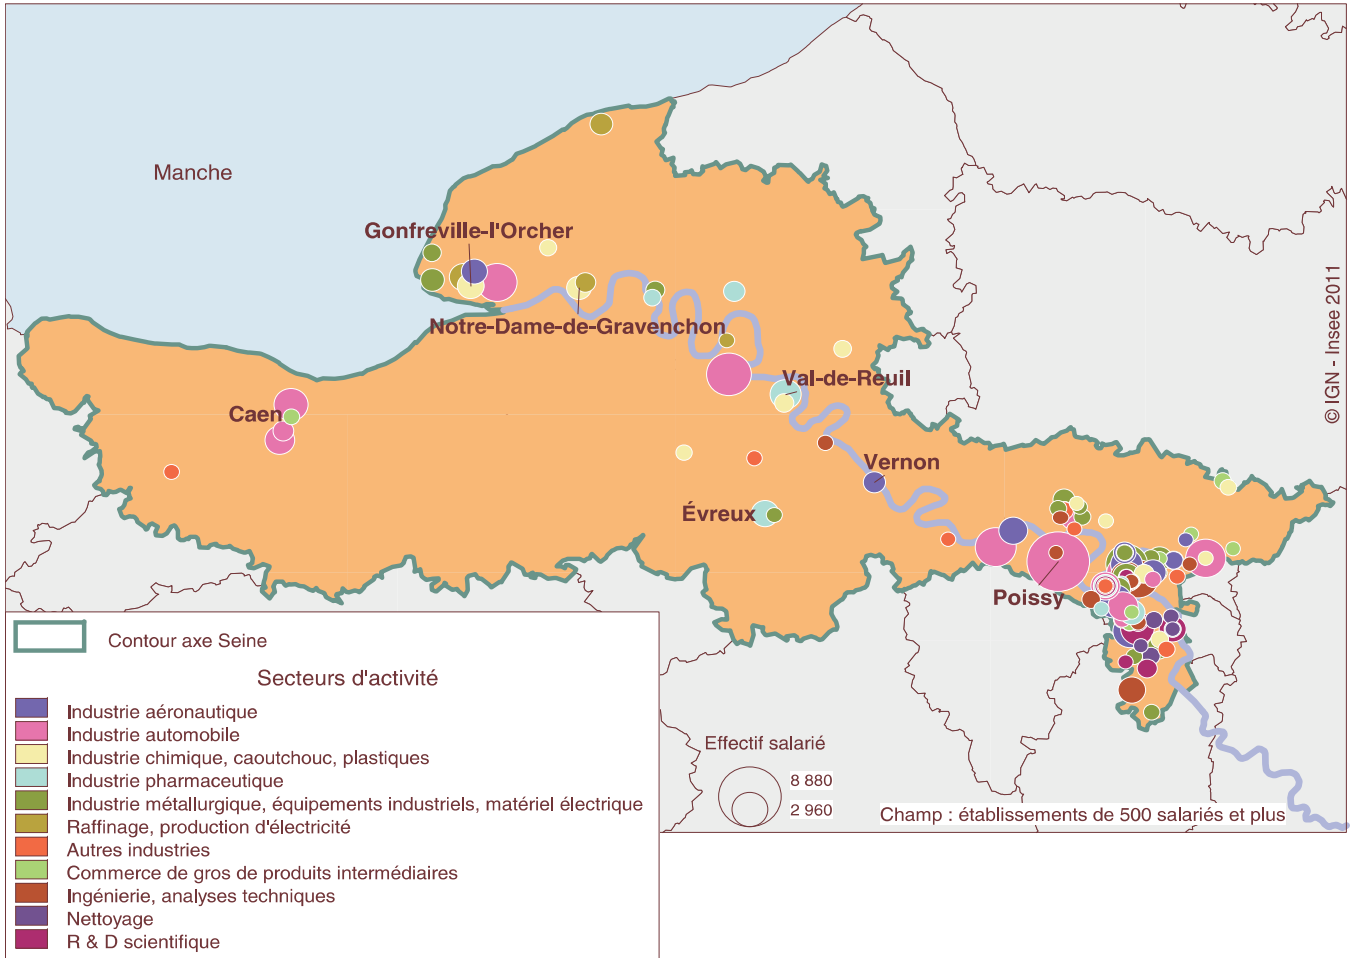 Manche
Gonfreville-l'Orcher
Notre-Dame-de-Gravenchon
Val-de-Reuil
Caen
Vernon
Évreux
Poissy
© IGN - Insee 2011
Contour axe Seine
Secteurs d'activité
Industrie aéronautique
Industrie automobile
Industrie chimique, caoutchouc, plastiques
Industrie pharmaceutique
Industrie métallurgique, équipements industriels, matériel électrique
Raffinage, production d'électricité
Autres industries
Commerce de gros de produits intermédiaires
Ingénierie, analyses techniques
Nettoyage
R & D scientifique
Effectif salarié
8 880
2 960
Champ : établissements de 500 salariés et plus